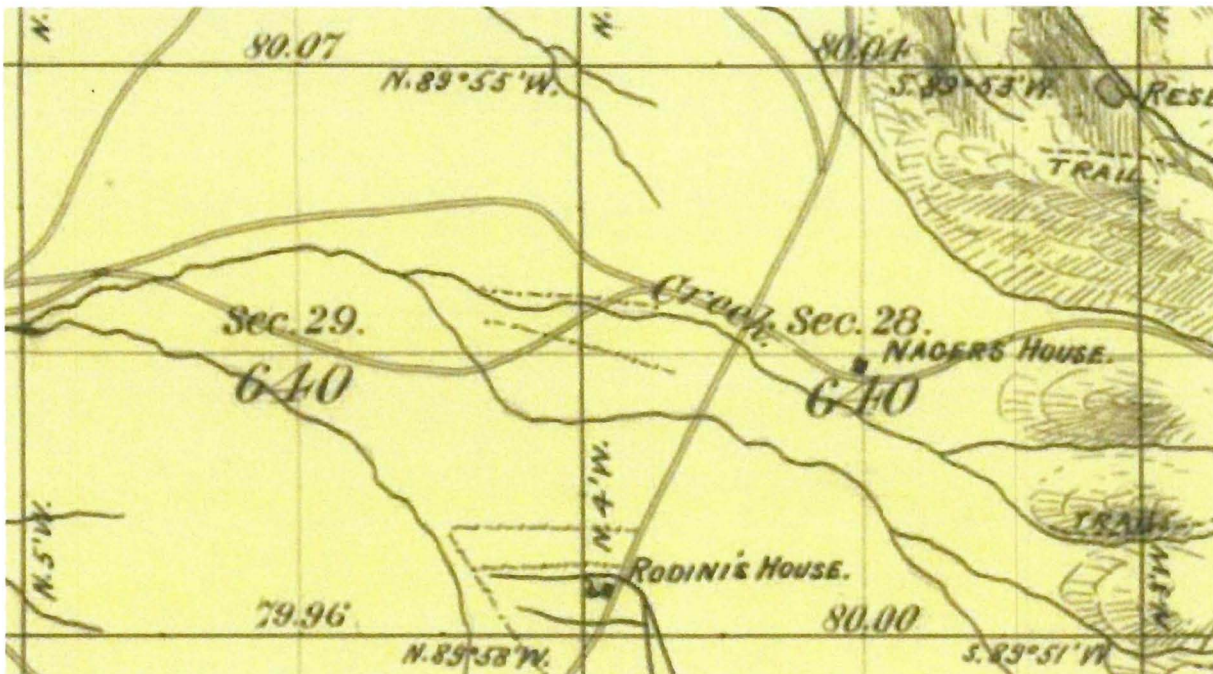 N.
N.
N.
80.07
80.04
N.89°55'W.
S.89°53'W.
RESE
TRAIL.
Creek.
Sec. 29.
Sec. 28.
NAGERS HOUSE.
640
640
N.4'W.
N.5'W.
TRAIL
RODINI'S HOUSE.
79.96
80.00
N.89°58'W.
S.89°51'W